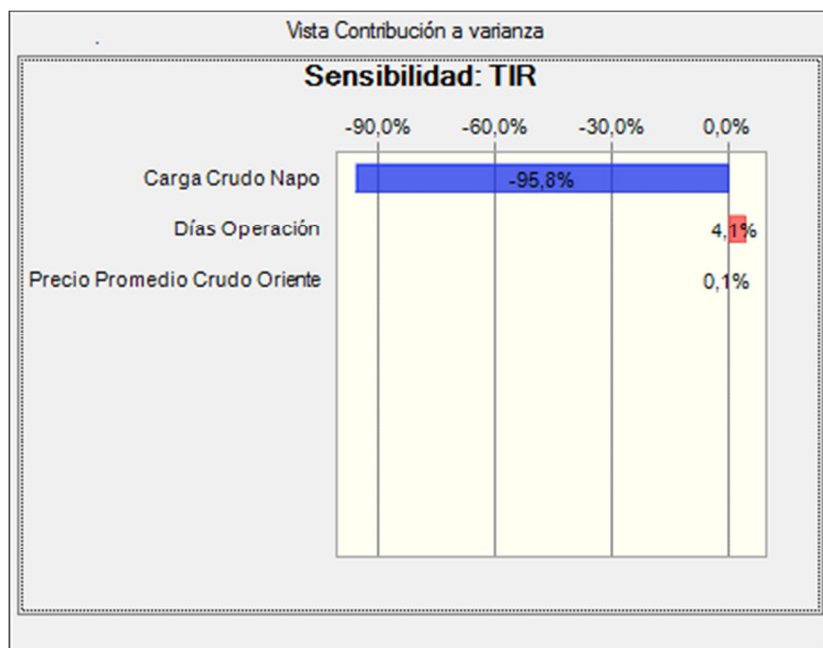 Vista Contribución a varianza
Sensibilidad: TIR
-90,0% -60,0% -30,0% 0,0%
Carga Crudo Napo -95,8%
Días Operación 4,1%
Precio Promedio Crudo Oriente 0,1%